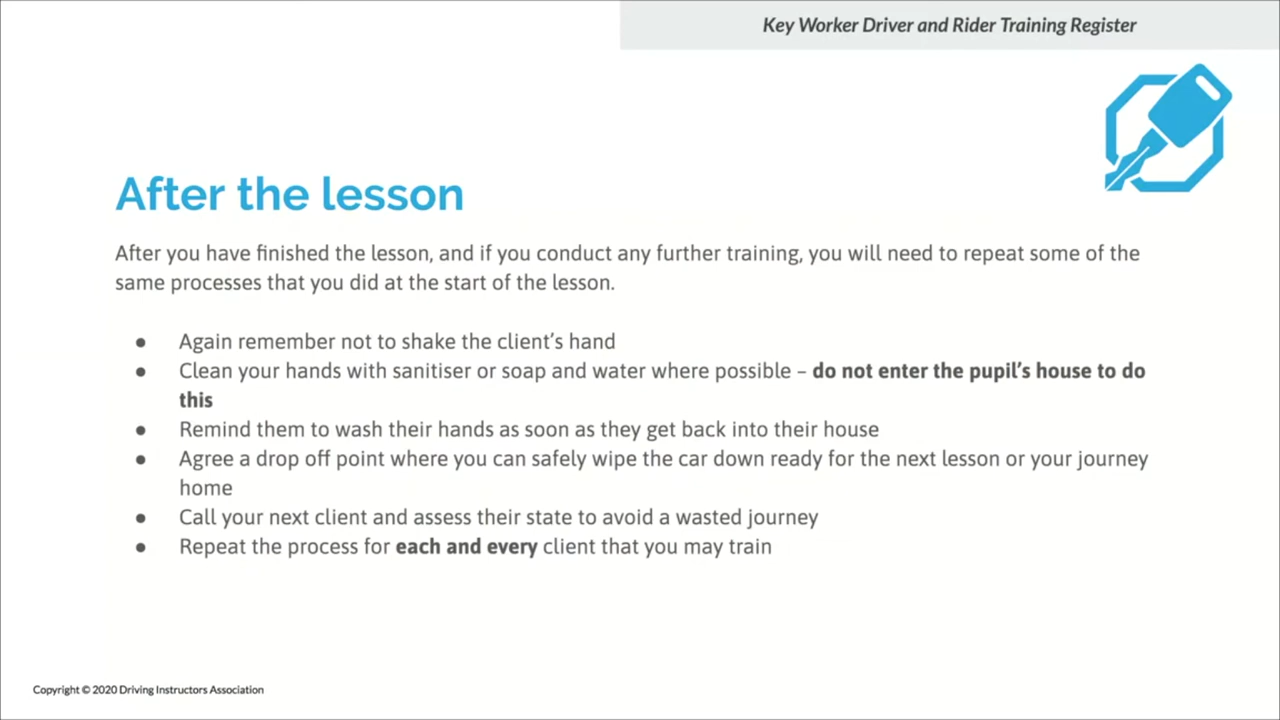 Key Worker Driver and Rider Training Register
After the lesson
After you have finished the lesson, and if you conduct any further training, you will need to repeat some of the
same processes that you did at the start of the lesson.
● Again remember not to shake the client’s hand
● Clean your hands with sanitiser or soap and water where possible – do not enter the pupil’s house to do
this
● Remind them to wash their hands as soon as they get back into their house
● Agree a drop off point where you can safely wipe the car down ready for the next lesson or your journey
home
● Call your next client and assess their state to avoid a wasted journey
● Repeat the process for each and every client that you may train
Copyright © 2020 Driving Instructors Association